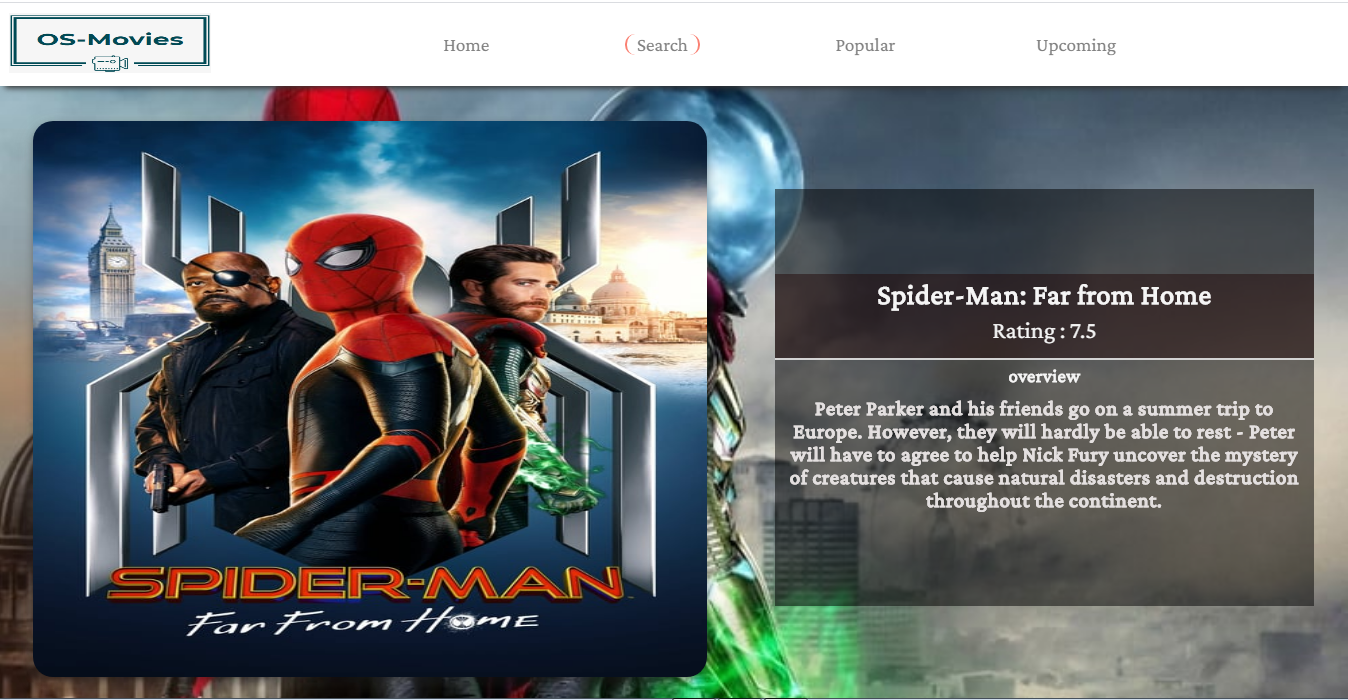 OS-Movies
Home
( Search )
Popular
Upcoming
SPIDER-MAN
Far From Home
Spider-Man: Far from Home
Rating : 7.5
overview
Peter Parker and his friends go on a summer trip to
Europe. However, they will hardly be able to rest - Peter
will have to agree to help Nick Fury uncover the mystery
of creatures that cause natural disasters and destruction
throughout the continent.